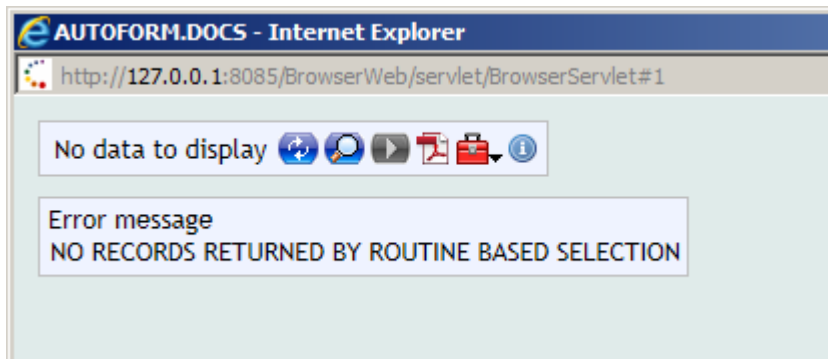 AUTOFORM.DOCS - Internet Explorer
http://127.0.0.1:8085/BrowserWeb/servlet/BrowserServlet#1
No data to display
Error message
NO RECORDS RETURNED BY ROUTINE BASED SELECTION